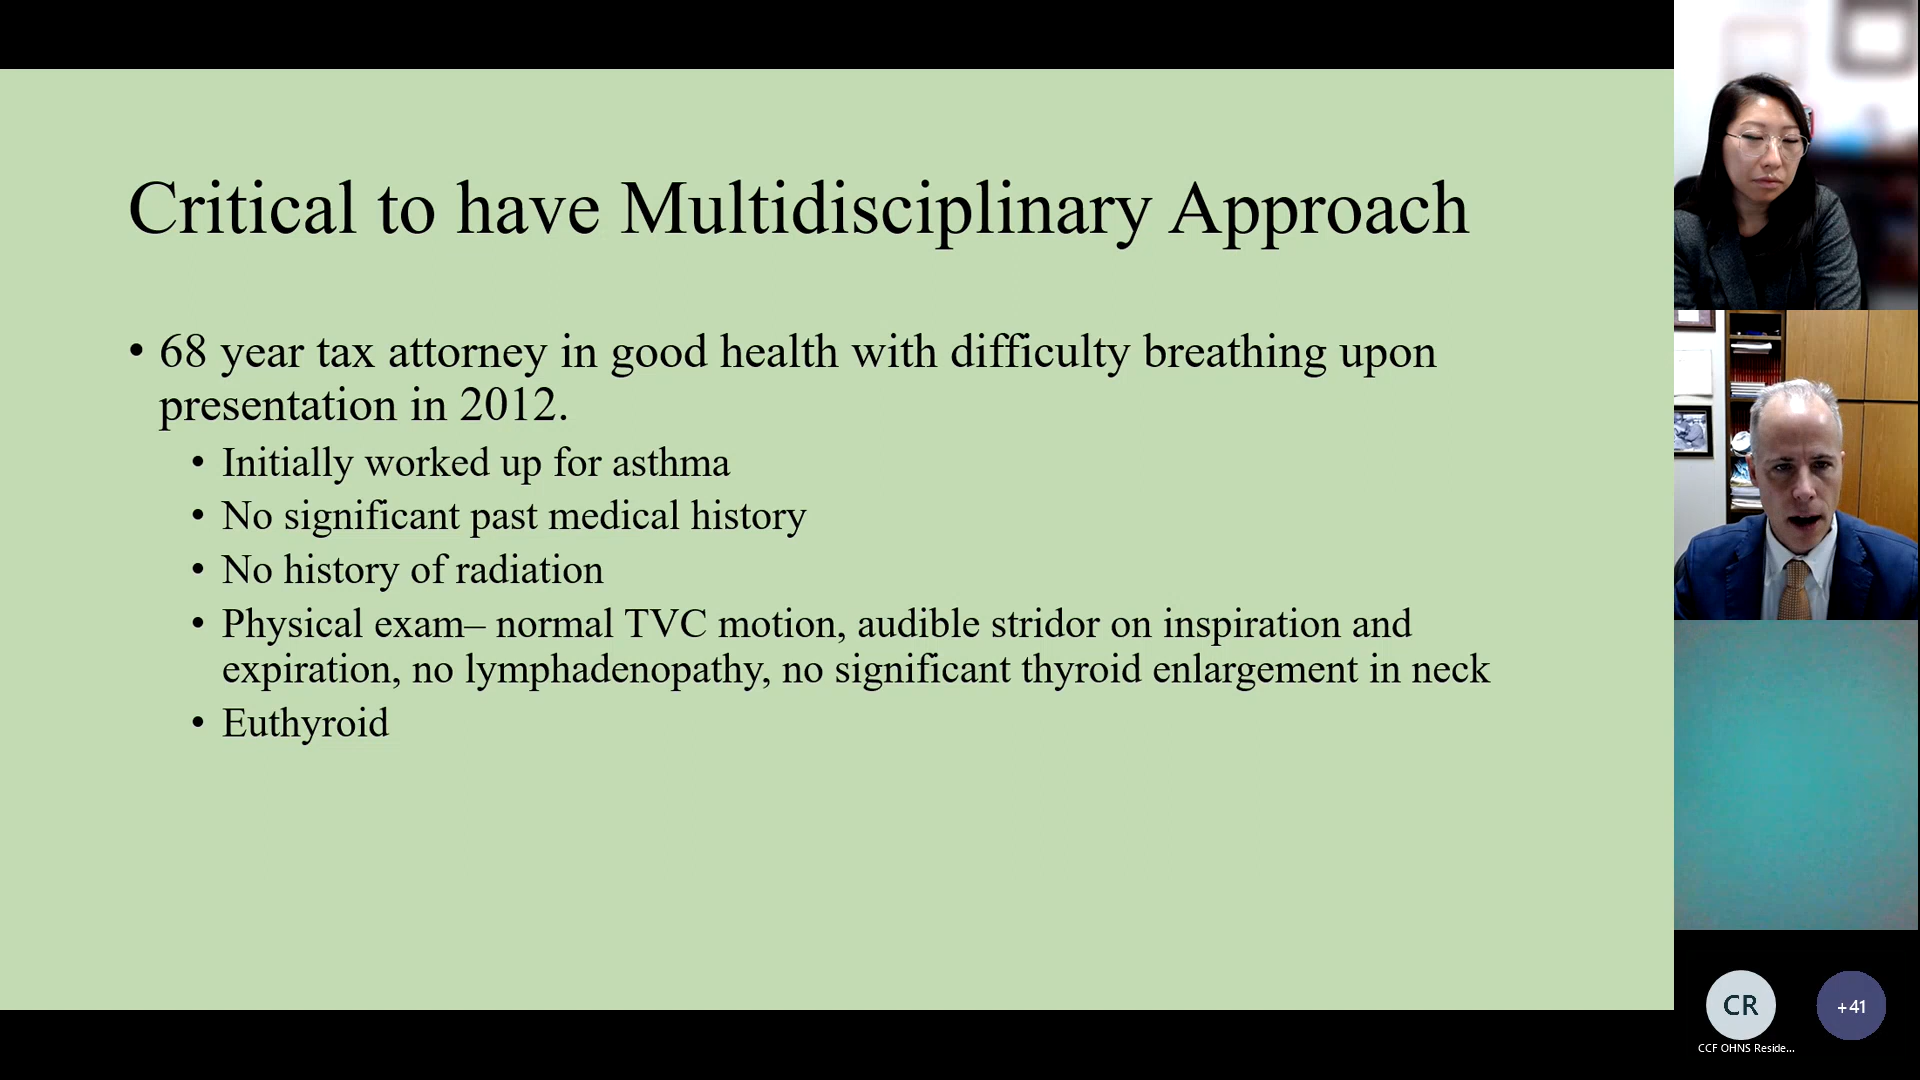 Critical to have Multidisciplinary Approach
• 68 year tax attorney in good health with difficulty breathing upon
presentation in 2012.
• Initially worked up for asthma
• No significant past medical history
• No history of radiation
• Physical exam– normal TVC motion, audible stridor on inspiration and
expiration, no lymphadenopathy, no significant thyroid enlargement in neck
• Euthyroid
CR
+41
CCF OHNS Reside...